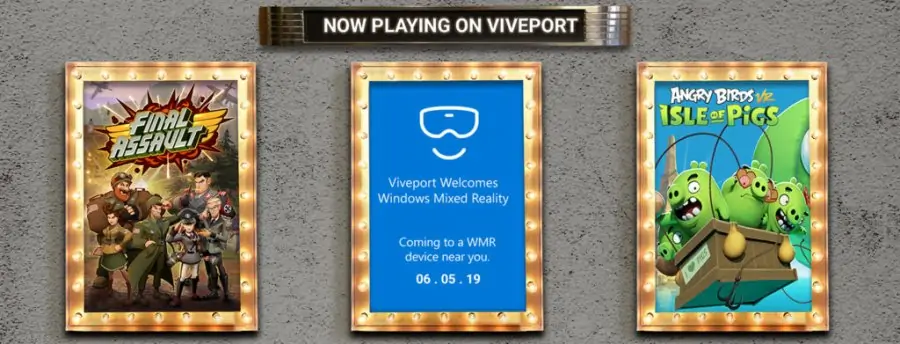 NOW PLAYING ON VIVEPORT
FINAL
ASSAULT
Viveport Welcomes
Windows Mixed Reality
Coming to a WMR
device near you.
06 . 05 . 19
ANGRY BIRDS VR
ISLE OF PIGS
I ♥ PIGS